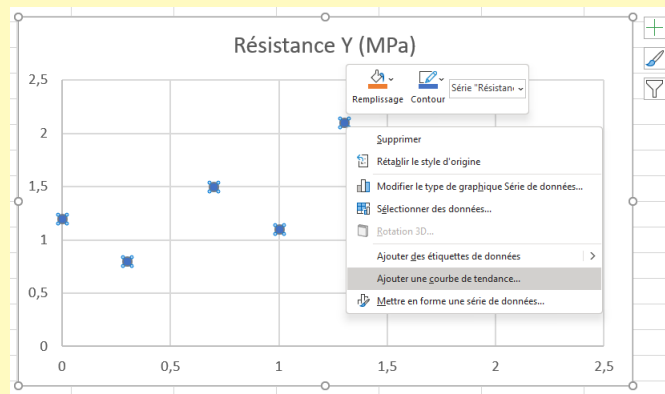 Résistance Y (MPa)
2,5
2
1,5
1
0,5
0
0
0,5
1
1,5
2
2,5
Remplissage
Contour
Série "Résistan
Supprimer
Rétablir le style d'origine
Modifier le type de graphique Série de données...
Sélectionner des données...
Rotation 3D...
Ajouter des étiquettes de données
Ajouter une courbe de tendance...
Mettre en forme une série de données...